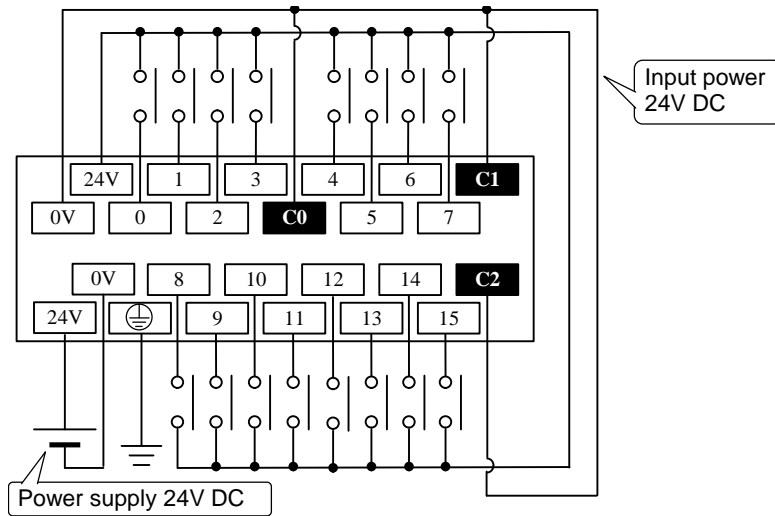 Input power
24V DC
24V 1 3 4 6 C1
0V 0 2 C0 5 7
0V 8 10 12 14 C2
24V 9 11 13 15
Power supply 24V DC